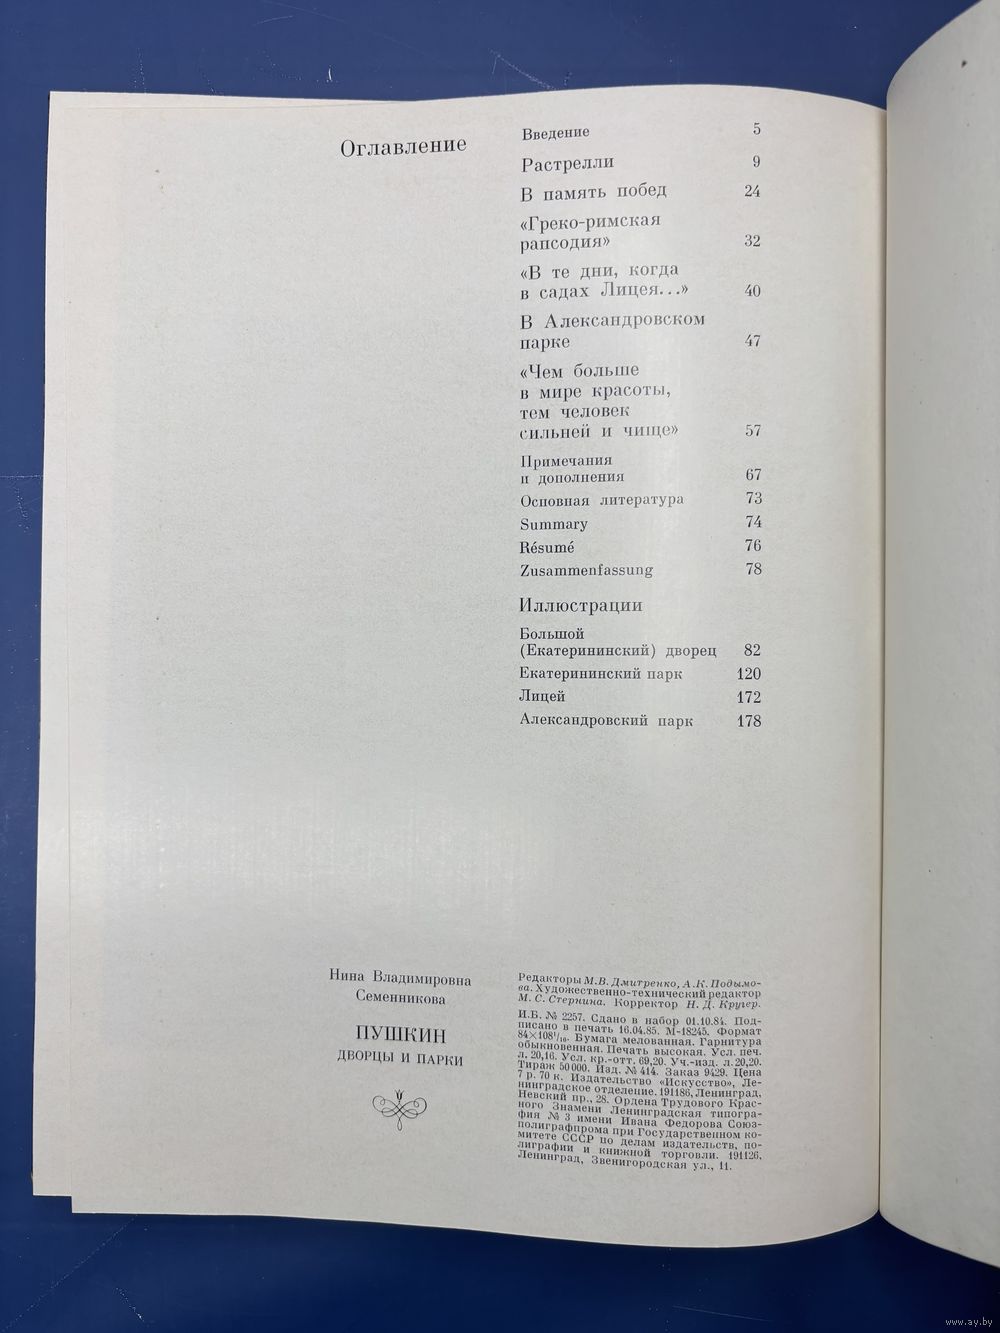 Оглавление
Введение 5
Растрелли 9
В память побед 24
«Греко-римская
рапсодия» 32
«В те дни, когда
в садах Лицея...» 40
В Александровском
парке 47
«Чем больше
в мире красоты,
тем человек
сильней и чище» 57
Примечания
и дополнения 67
Основная литература 73
Summary 74
Résumé 76
Zusammenfassung 78
Иллюстрации
Большой
(Екатерининский) дворец 82
Екатерининский парк 120
Лицей 172
Александровский парк 178
Нина Владимировна
Семенникова
ПУШКИН
ДВОРЦЫ И ПАРКИ
Редакторы М. В. Дмитренко, А. К. Подымо-
ва. Художественно-технический редактор
М. С. Стернина. Корректор Н. Д. Кругер.
И.Б. № 2257. Сдано в набор 01.10.84. Под-
писано в печать 16.04.85. М-18245. Формат
84×108¹/₁₆. Бумага мелованная. Гарнитура
обыкновенная. Печать высокая. Усл. печ.
л. 20,16. Усл. кр.-отт. 69,20. Уч.-изд. л. 20,20.
Тираж 50 000. Изд. № 414. Заказ 9429. Цена
7 р. 70 к. Издательство «Искусство», Ле-
нинградское отделение. 191186, Ленинград,
Невский пр., 28. Ордена Трудового Крас-
ного Знамени Ленинградская типогра-
фия № 3 имени Ивана Федорова Союз-
полиграфпрома при Государственном ко-
митете СССР по делам издательств, по-
лиграфии и книжной торговли. 191126,
Ленинград, Звенигородская ул., 11.
www.ay.by